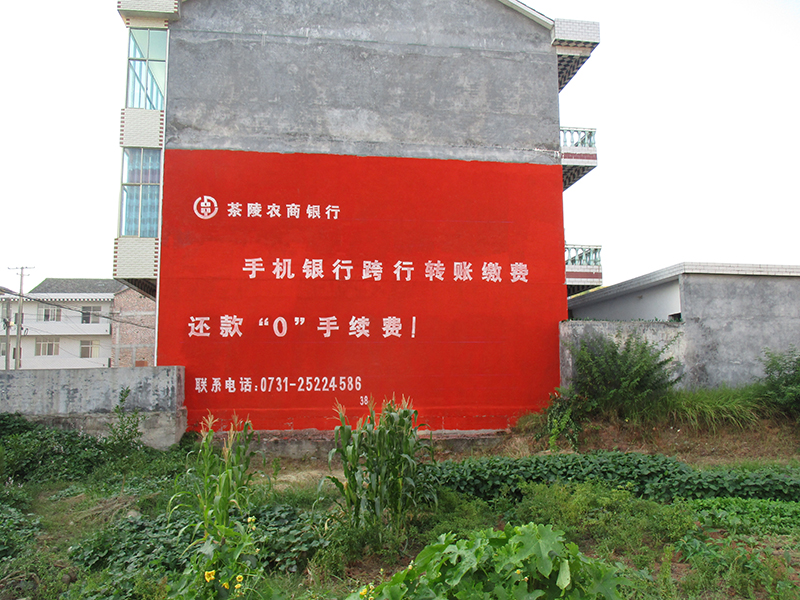 茶陵农商银行
手机银行跨行转账缴费
还款“0”手续费！
联系电话：0731-25224586
38